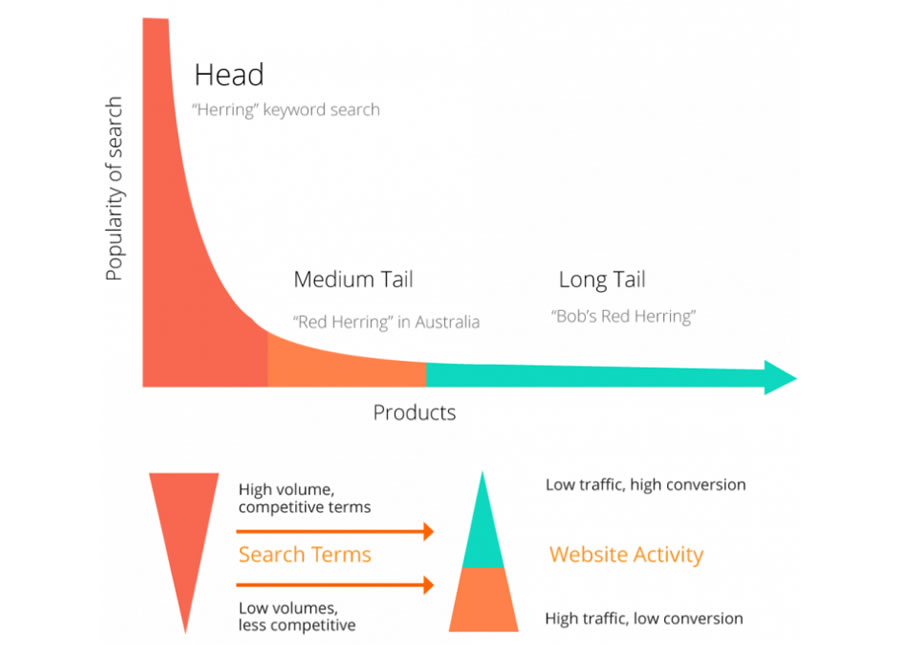 Head
“Herring” keyword search
Popularity of search
Medium Tail
“Red Herring” in Australia
Long Tail
“Bob’s Red Herring”
Products
High volume,
competitive terms
Search Terms
Low volumes,
less competitive
Low traffic, high conversion
Website Activity
High traffic, low conversion